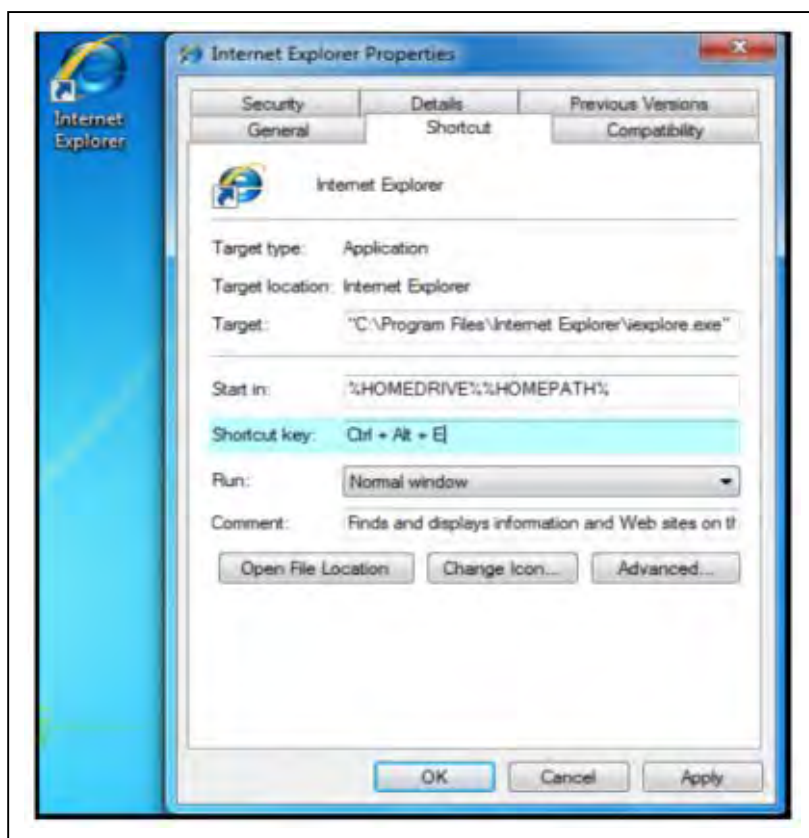 Internet
Explorer
Internet Explorer Properties
Security Details Previous Versions
General Shortcut Compatibility
Internet Explorer
Target type: Application
Target location: Internet Explorer
Target: "C:\Program Files\Internet Explorer\iexplore.exe"
Start in: %HOMEDRIVE%%HOMEPATH%
Shortcut key: Ctrl + Alt + E
Run: Normal window
Comment: Finds and displays information and Web sites on th
Open File Location Change Icon... Advanced...
OK Cancel Apply